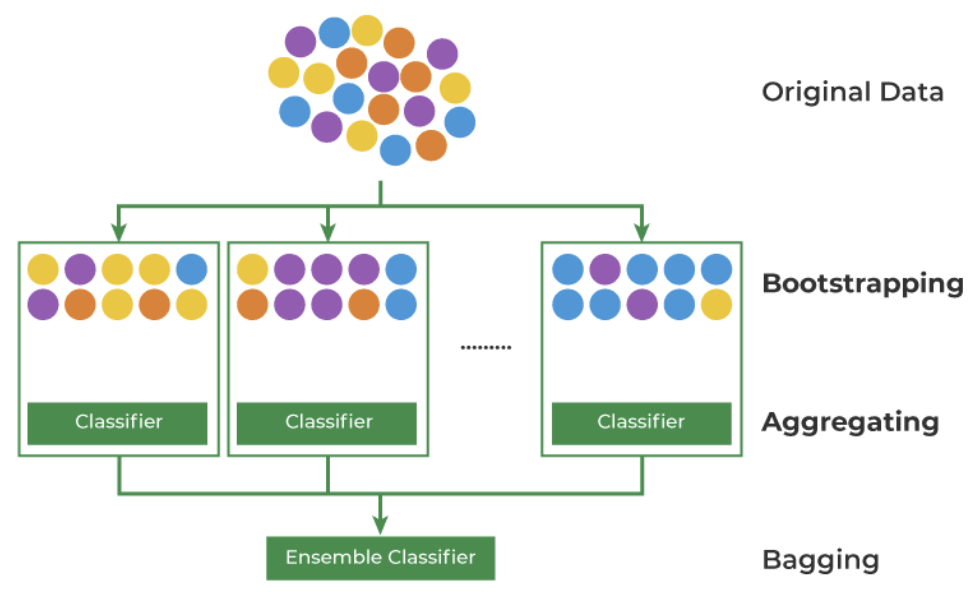 Original Data
Bootstrapping
.........
Classifier
Classifier
Classifier
Aggregating
Ensemble Classifier
Bagging